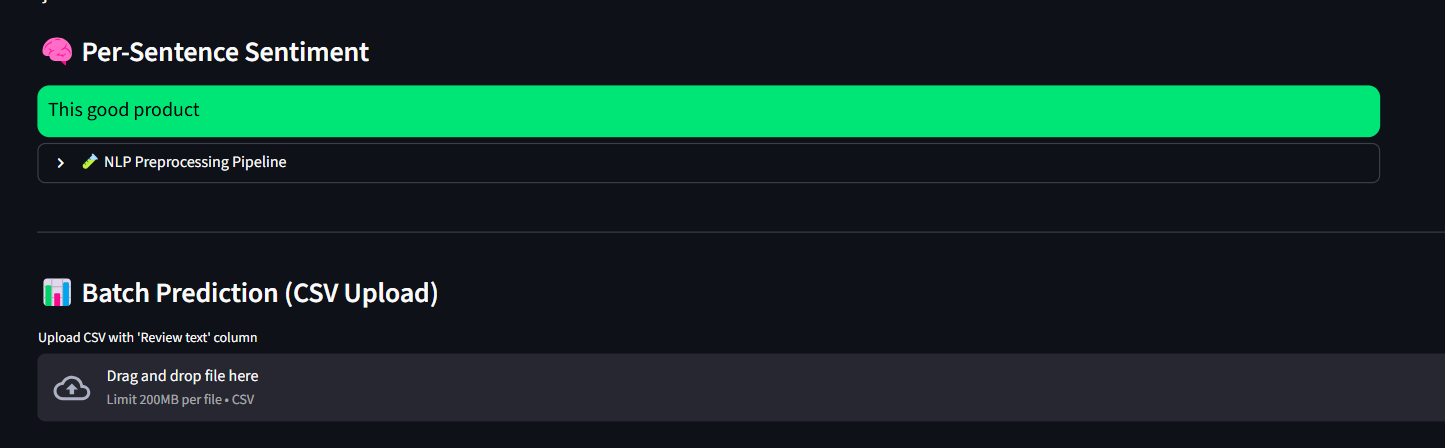 Per-Sentence Sentiment
This good product
NLP Preprocessing Pipeline
Batch Prediction (CSV Upload)
Upload CSV with 'Review text' column
Drag and drop file here
Limit 200MB per file • CSV